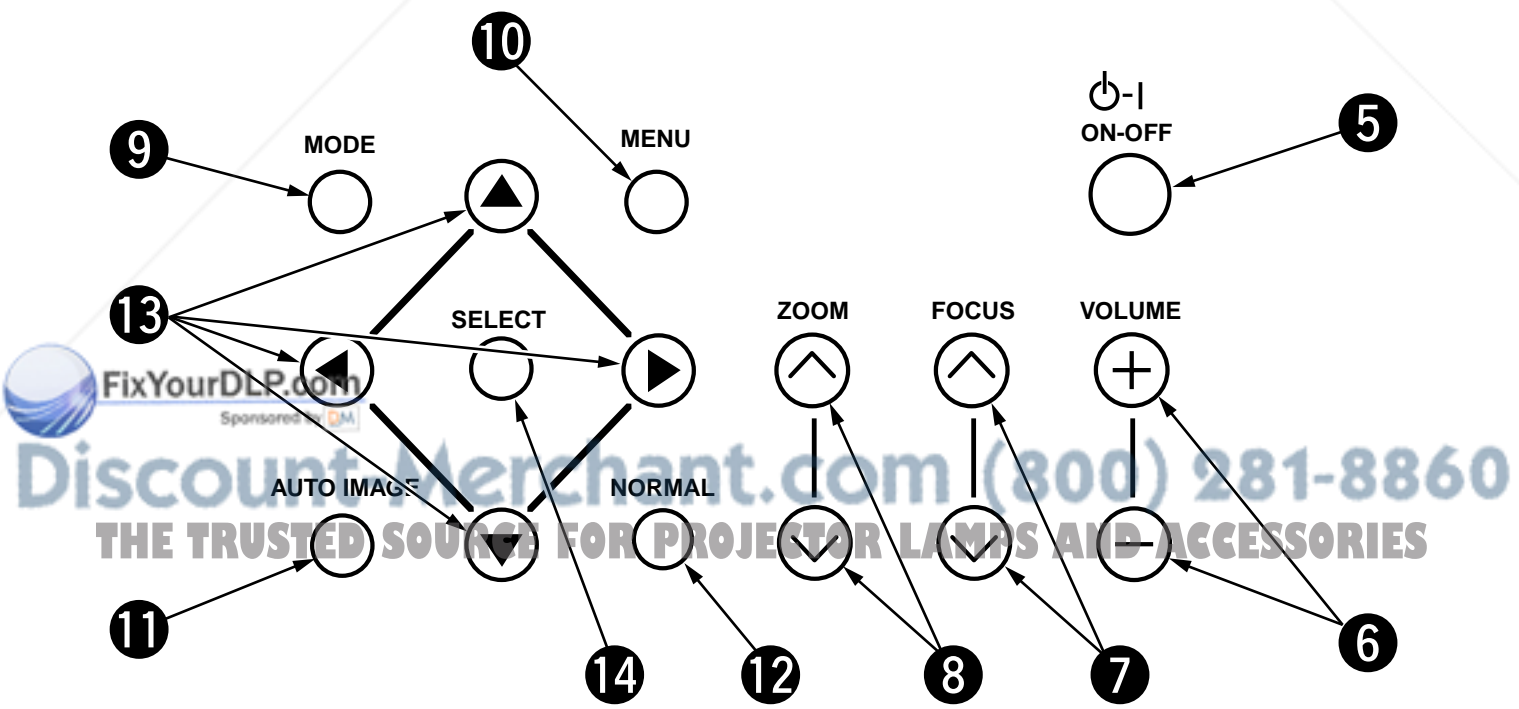 10
⏻-I
ON-OFF
5
9
MODE
MENU
13
SELECT
ZOOM
FOCUS
VOLUME
+
FixYourDLP.com
Sponsored by DM
Discount-Merchant.com (800) 281-8860
AUTO IMAGE
NORMAL
THE TRUSTED SOURCE FOR PROJECTOR LAMPS AND ACCESSORIES
−
11
14
12
8
7
6